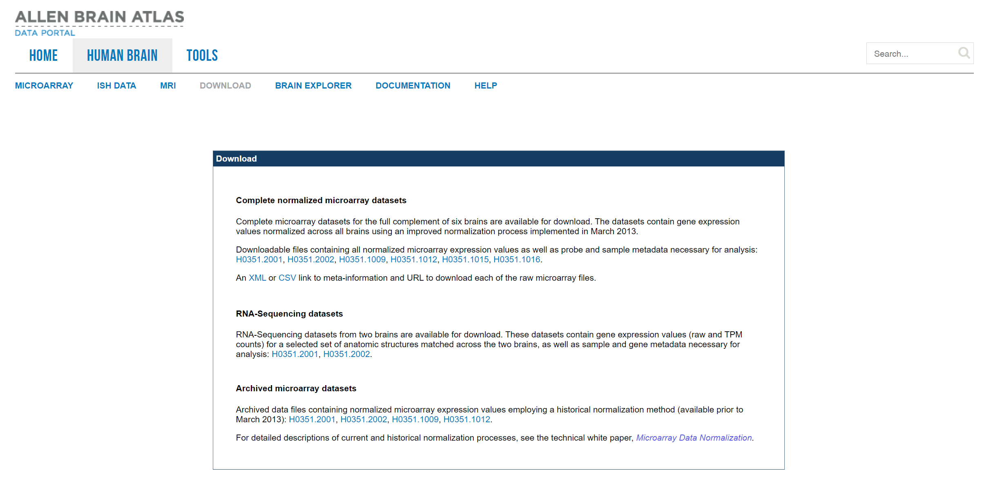 ALLEN BRAIN ATLAS
DATA PORTAL
HOME HUMAN BRAIN TOOLS Search...
MICROARRAY ISH DATA MRI DOWNLOAD BRAIN EXPLORER DOCUMENTATION HELP
Download
Complete normalized microarray datasets
Complete microarray datasets for the full complement of six brains are available for download. The datasets contain gene expression
values normalized across all brains using an improved normalization process implemented in March 2013.
Downloadable files containing all normalized microarray expression values as well as probe and sample metadata necessary for analysis:
H0351.2001, H0351.2002, H0351.1009, H0351.1012, H0351.1015, H0351.1016.
An XML or CSV link to meta-information and URL to download each of the raw microarray files.
RNA-Sequencing datasets
RNA-Sequencing datasets from two brains are available for download. These datasets contain gene expression values (raw and TPM
counts) for a selected set of anatomic structures matched across the two brains, as well as sample and gene metadata necessary for
analysis: H0351.2001, H0351.2002.
Archived microarray datasets
Archived data files containing normalized microarray expression values employing a historical normalization method (available prior to
March 2013): H0351.2001, H0351.2002, H0351.1009, H0351.1012.
For detailed descriptions of current and historical normalization processes, see the technical white paper, Microarray Data Normalization.